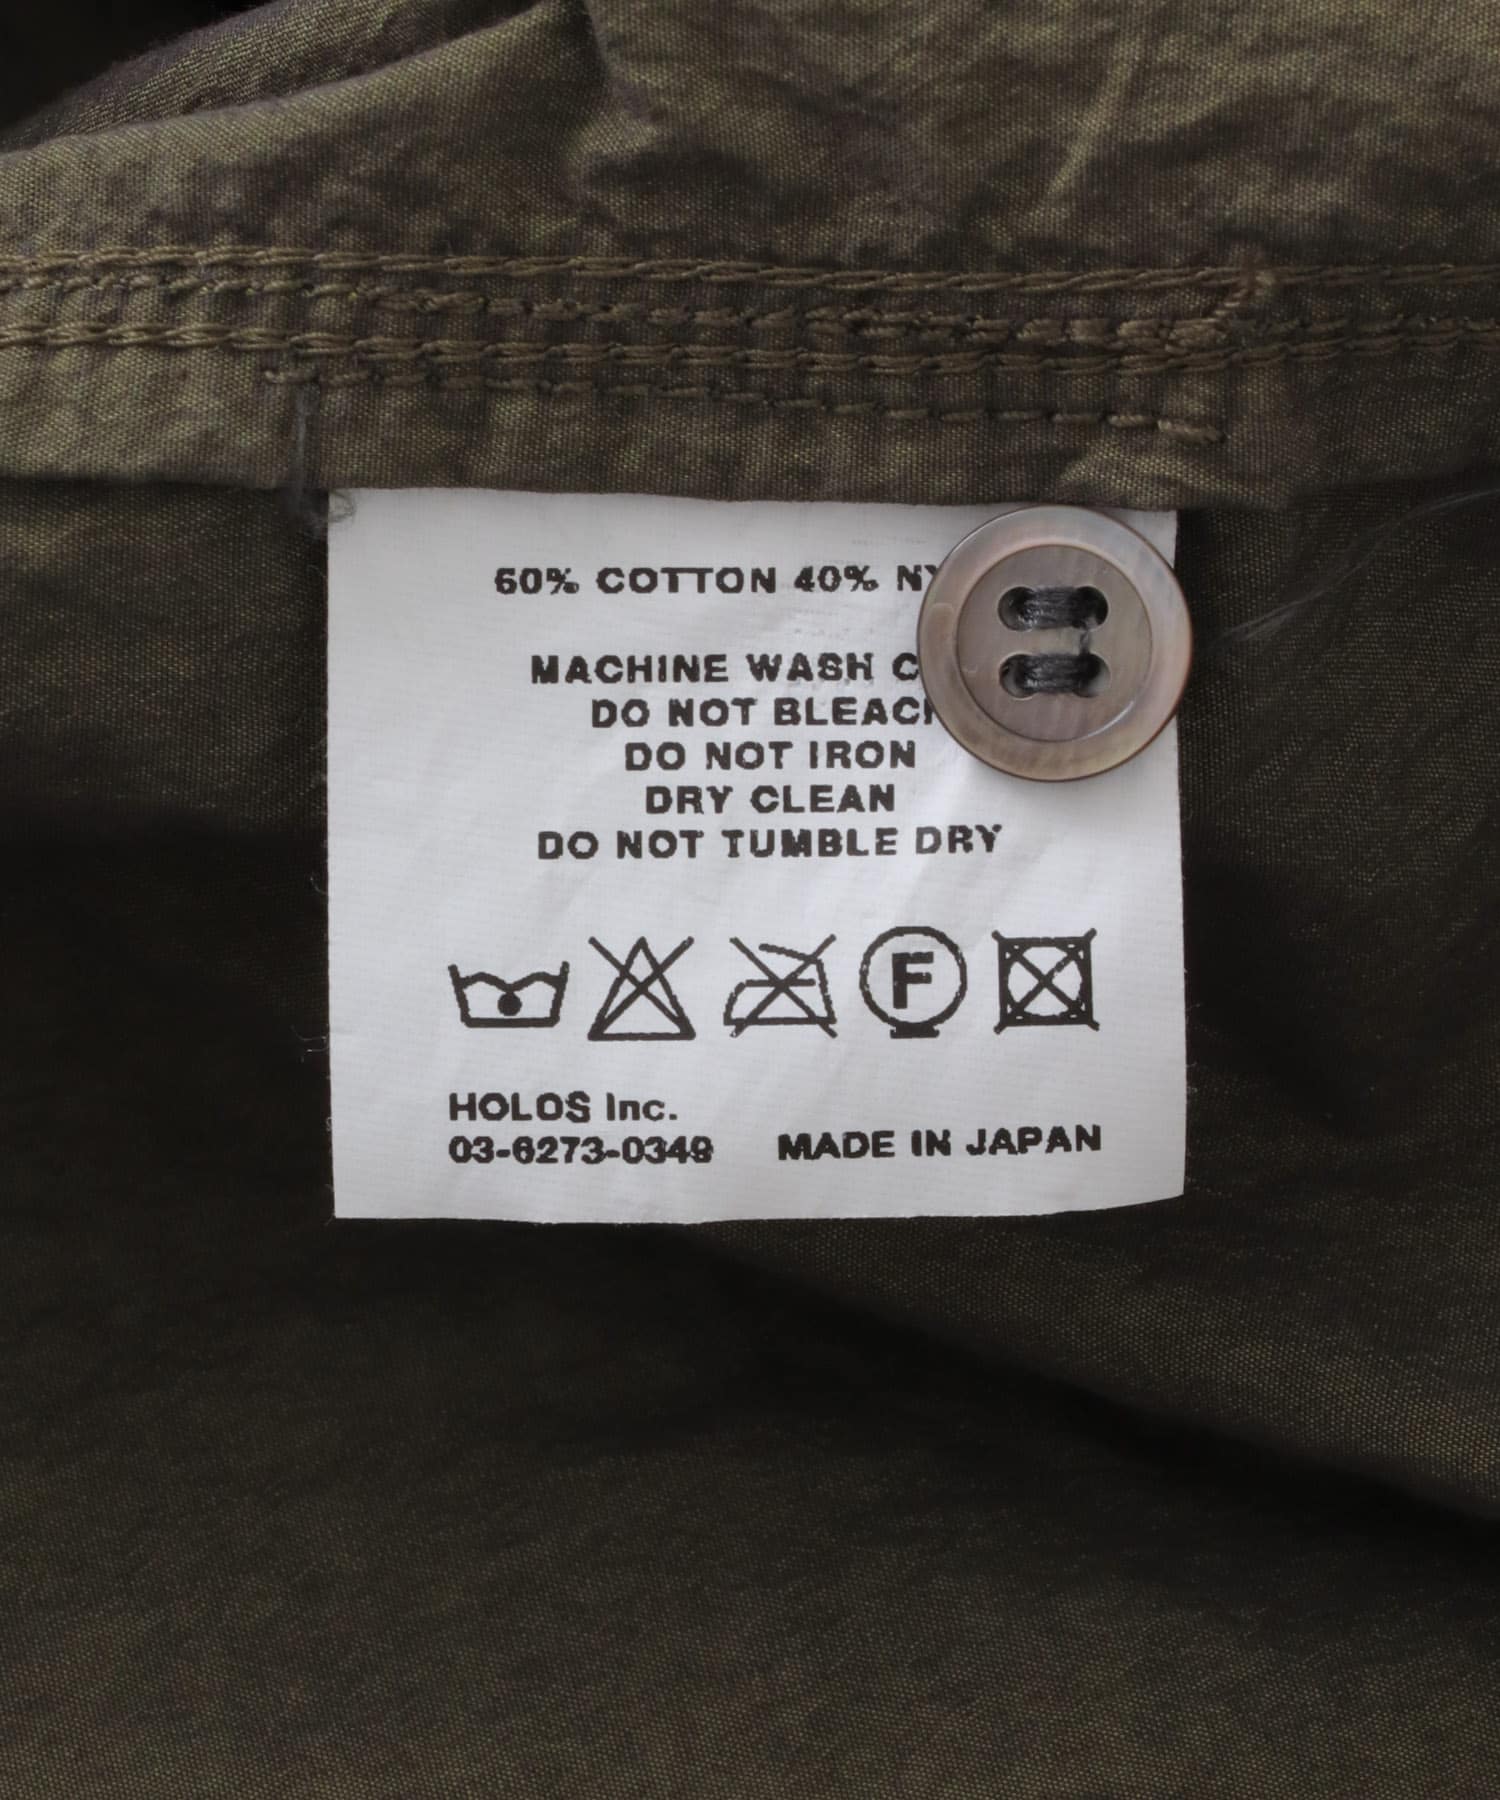 60% COTTON 40%
MACHINE WASH
DO NOT BLEACH
DO NOT IRON
DRY CLEAN
DO NOT TUMBLE DRY
F
HOLOS Inc.
03-6273-0349 MADE IN JAPAN